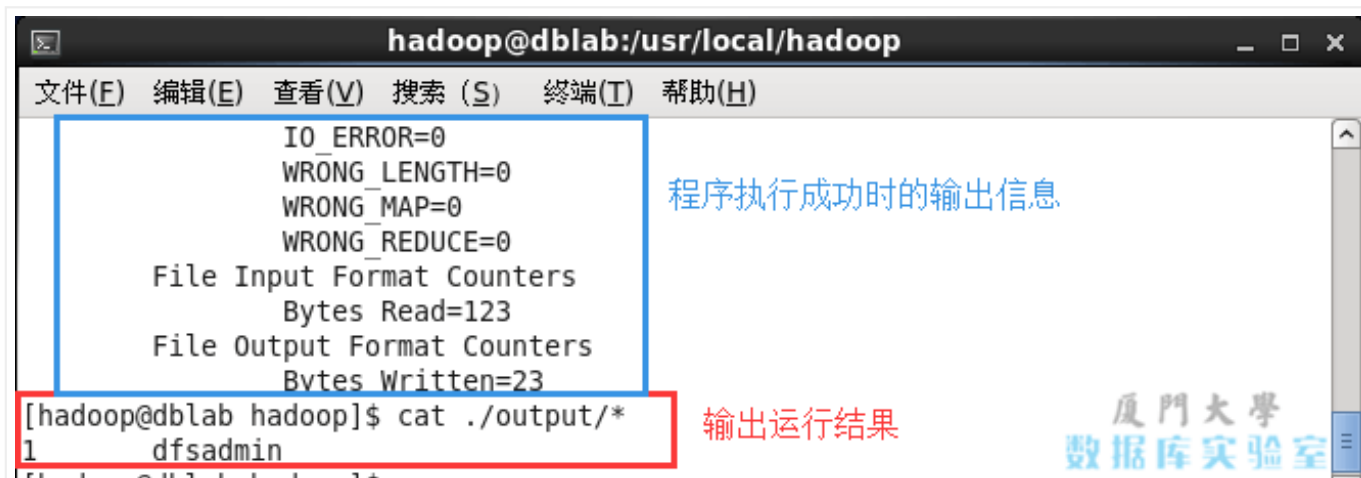 hadoop@dblab:/usr/local/hadoop
文件(F) 编辑(E) 查看(V) 搜索 (S) 终端(T) 帮助(H)
IO_ERROR=0
WRONG_LENGTH=0
程序执行成功时的输出信息
WRONG_MAP=0
WRONG_REDUCE=0
File Input Format Counters
Bytes Read=123
File Output Format Counters
Bytes Written=23
[hadoop@dblab hadoop]$ cat ./output/*
输出运行结果
1 dfsadmin
厦門大學
数据库实验室